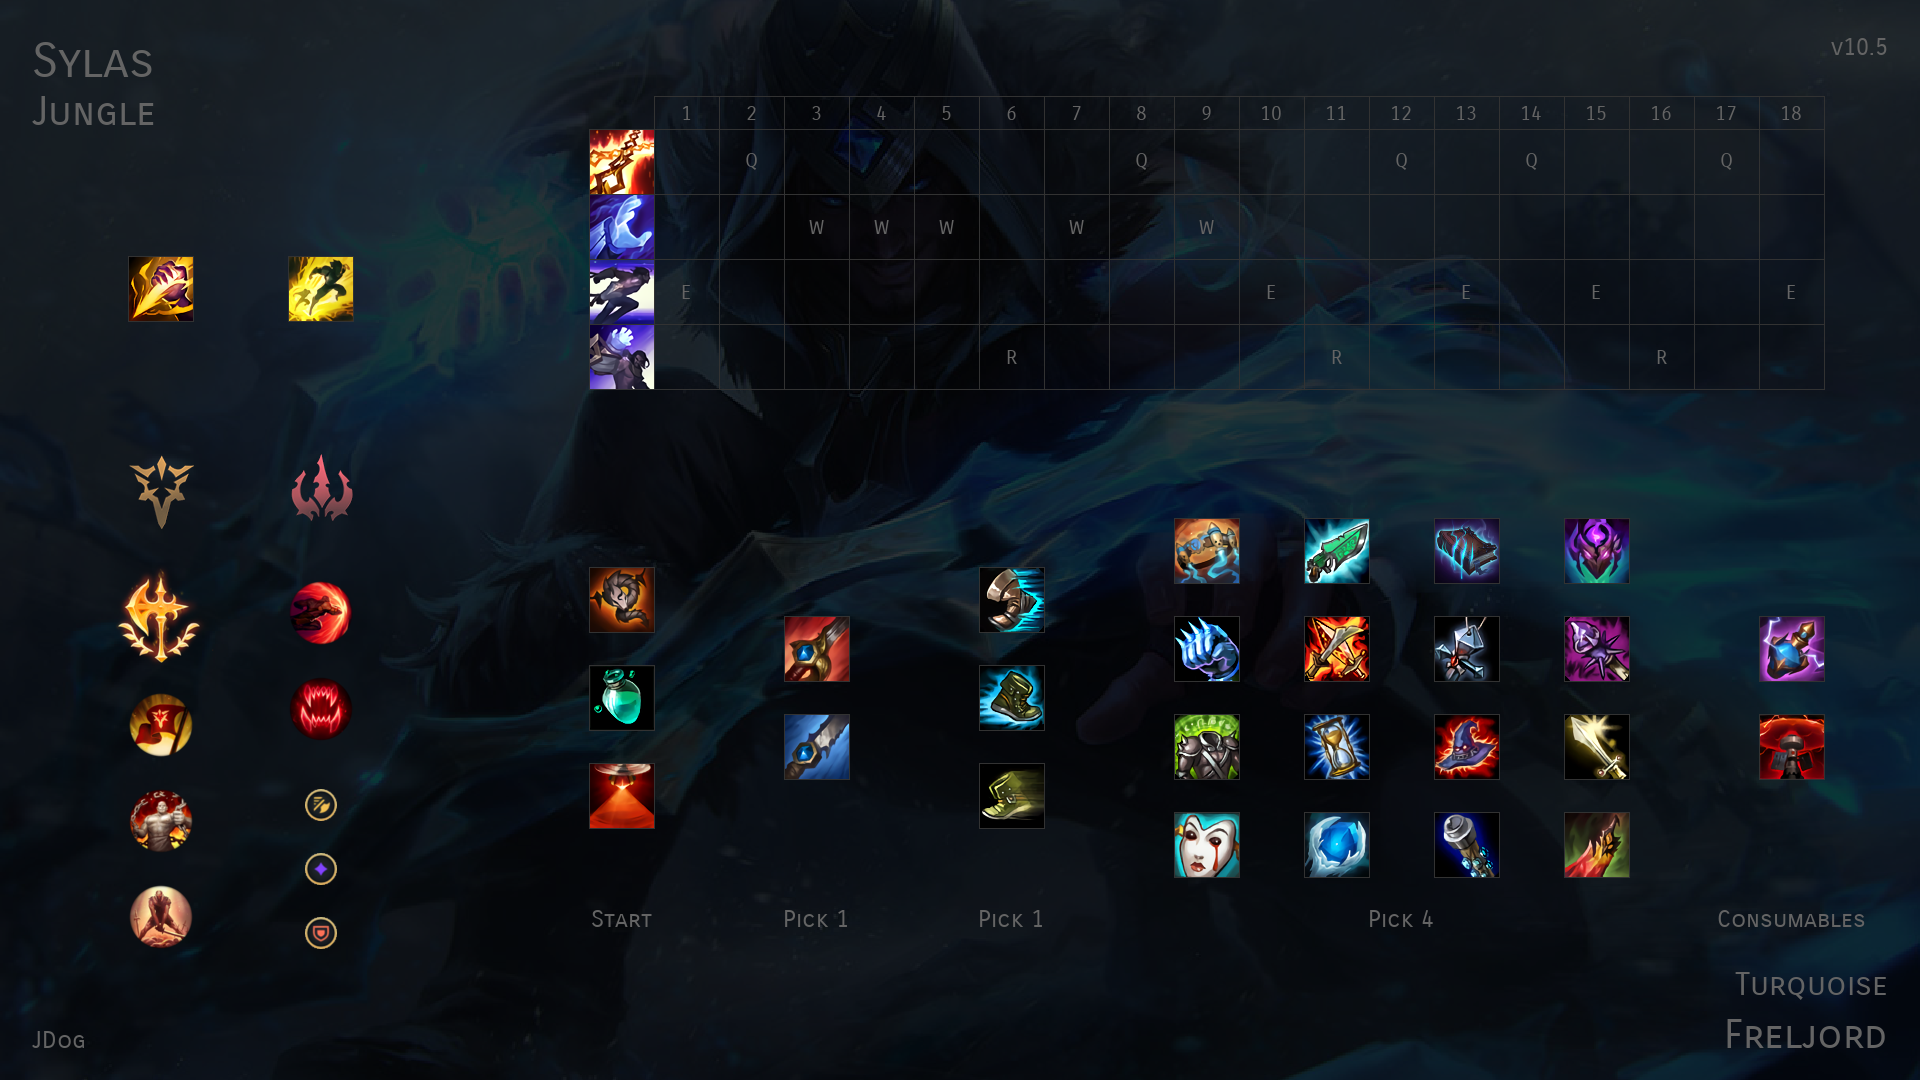 Sylas
Jungle
v10.5
1 2 3 4 5 6 7 8 9 10 11 12 13 14 15 16 17 18
Q Q Q Q Q
W W W W W
E E E E E
R R R
Start
Pick 1
Pick 1
Pick 4
Consumables
Turquoise
Freljord
JDog